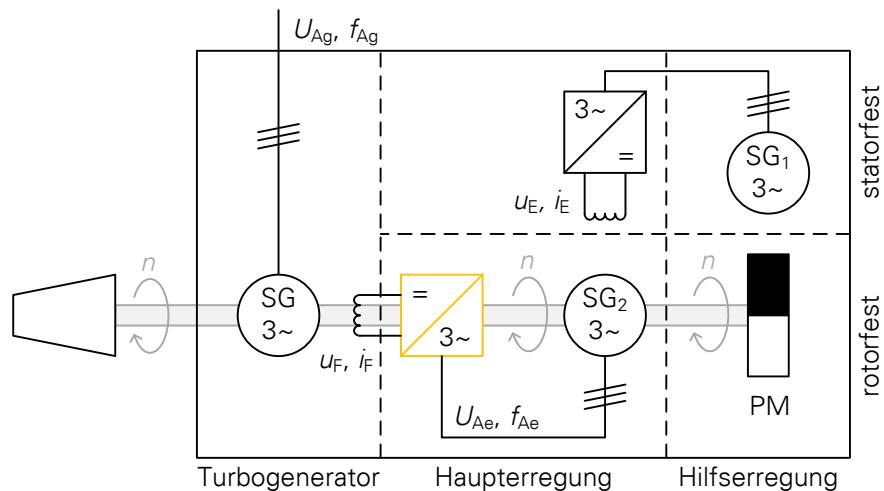 U_Ag, f_Ag
3~
=
SG₁
3~
statorfest
u_E, i_E
n
SG
3~
=
3~
n
SG₂
3~
n
rotorfest
u_F, i_F
U_Ae, f_Ae
PM
Turbogenerator
Haupterregung
Hilfserregung